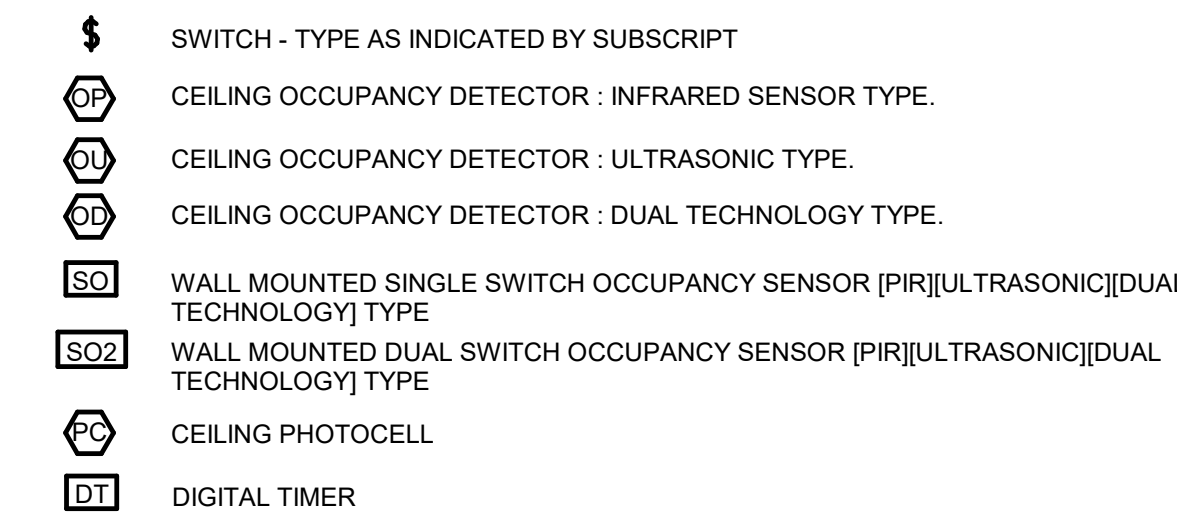 $ SWITCH - TYPE AS INDICATED BY SUBSCRIPT
OP CEILING OCCUPANCY DETECTOR : INFRARED SENSOR TYPE.
OU CEILING OCCUPANCY DETECTOR : ULTRASONIC TYPE.
OD CEILING OCCUPANCY DETECTOR : DUAL TECHNOLOGY TYPE.
SO WALL MOUNTED SINGLE SWITCH OCCUPANCY SENSOR [PIR][ULTRASONIC][DUAL
TECHNOLOGY] TYPE
SO2 WALL MOUNTED DUAL SWITCH OCCUPANCY SENSOR [PIR][ULTRASONIC][DUAL
TECHNOLOGY] TYPE
PC CEILING PHOTOCELL
DT DIGITAL TIMER